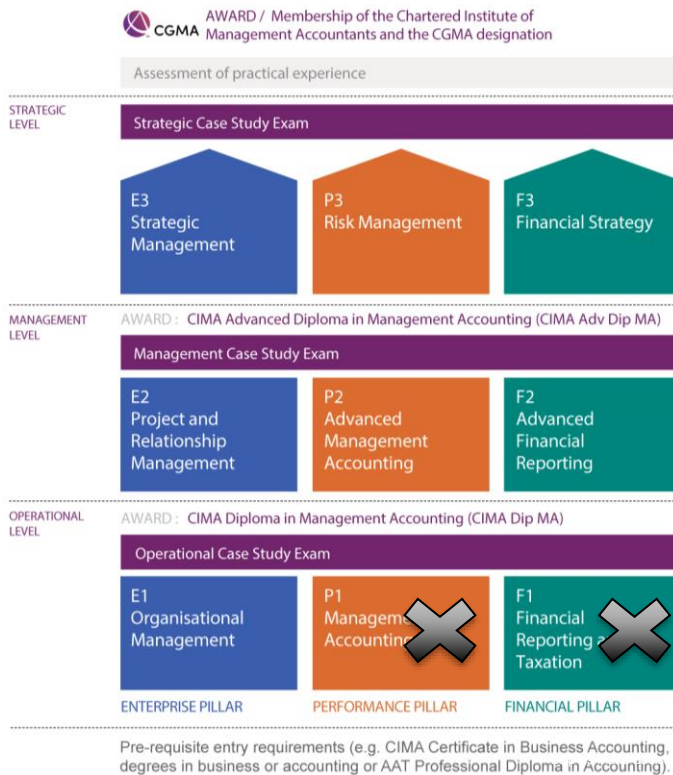 CGMA
AWARD / Membership of the Chartered Institute of
Management Accountants and the CGMA designation
Assessment of practical experience
STRATEGIC
LEVEL
Strategic Case Study Exam
E3
Strategic
Management
P3
Risk Management
F3
Financial Strategy
MANAGEMENT
LEVEL
AWARD : CIMA Advanced Diploma in Management Accounting (CIMA Adv Dip MA)
Management Case Study Exam
E2
Project and
Relationship
Management
P2
Advanced
Management
Accounting
F2
Advanced
Financial
Reporting
OPERATIONAL
LEVEL
AWARD : CIMA Diploma in Management Accounting (CIMA Dip MA)
Operational Case Study Exam
E1
Organisational
Management
P1
Accounting
F1
Financial
Reporting
Taxation
ENTERPRISE PILLAR
PERFORMANCE PILLAR
FINANCIAL PILLAR
Pre-requisite entry requirements (e.g. CIMA Certificate in Business Accounting,
degrees in business or accounting or AAT Professional Diploma in Accounting).